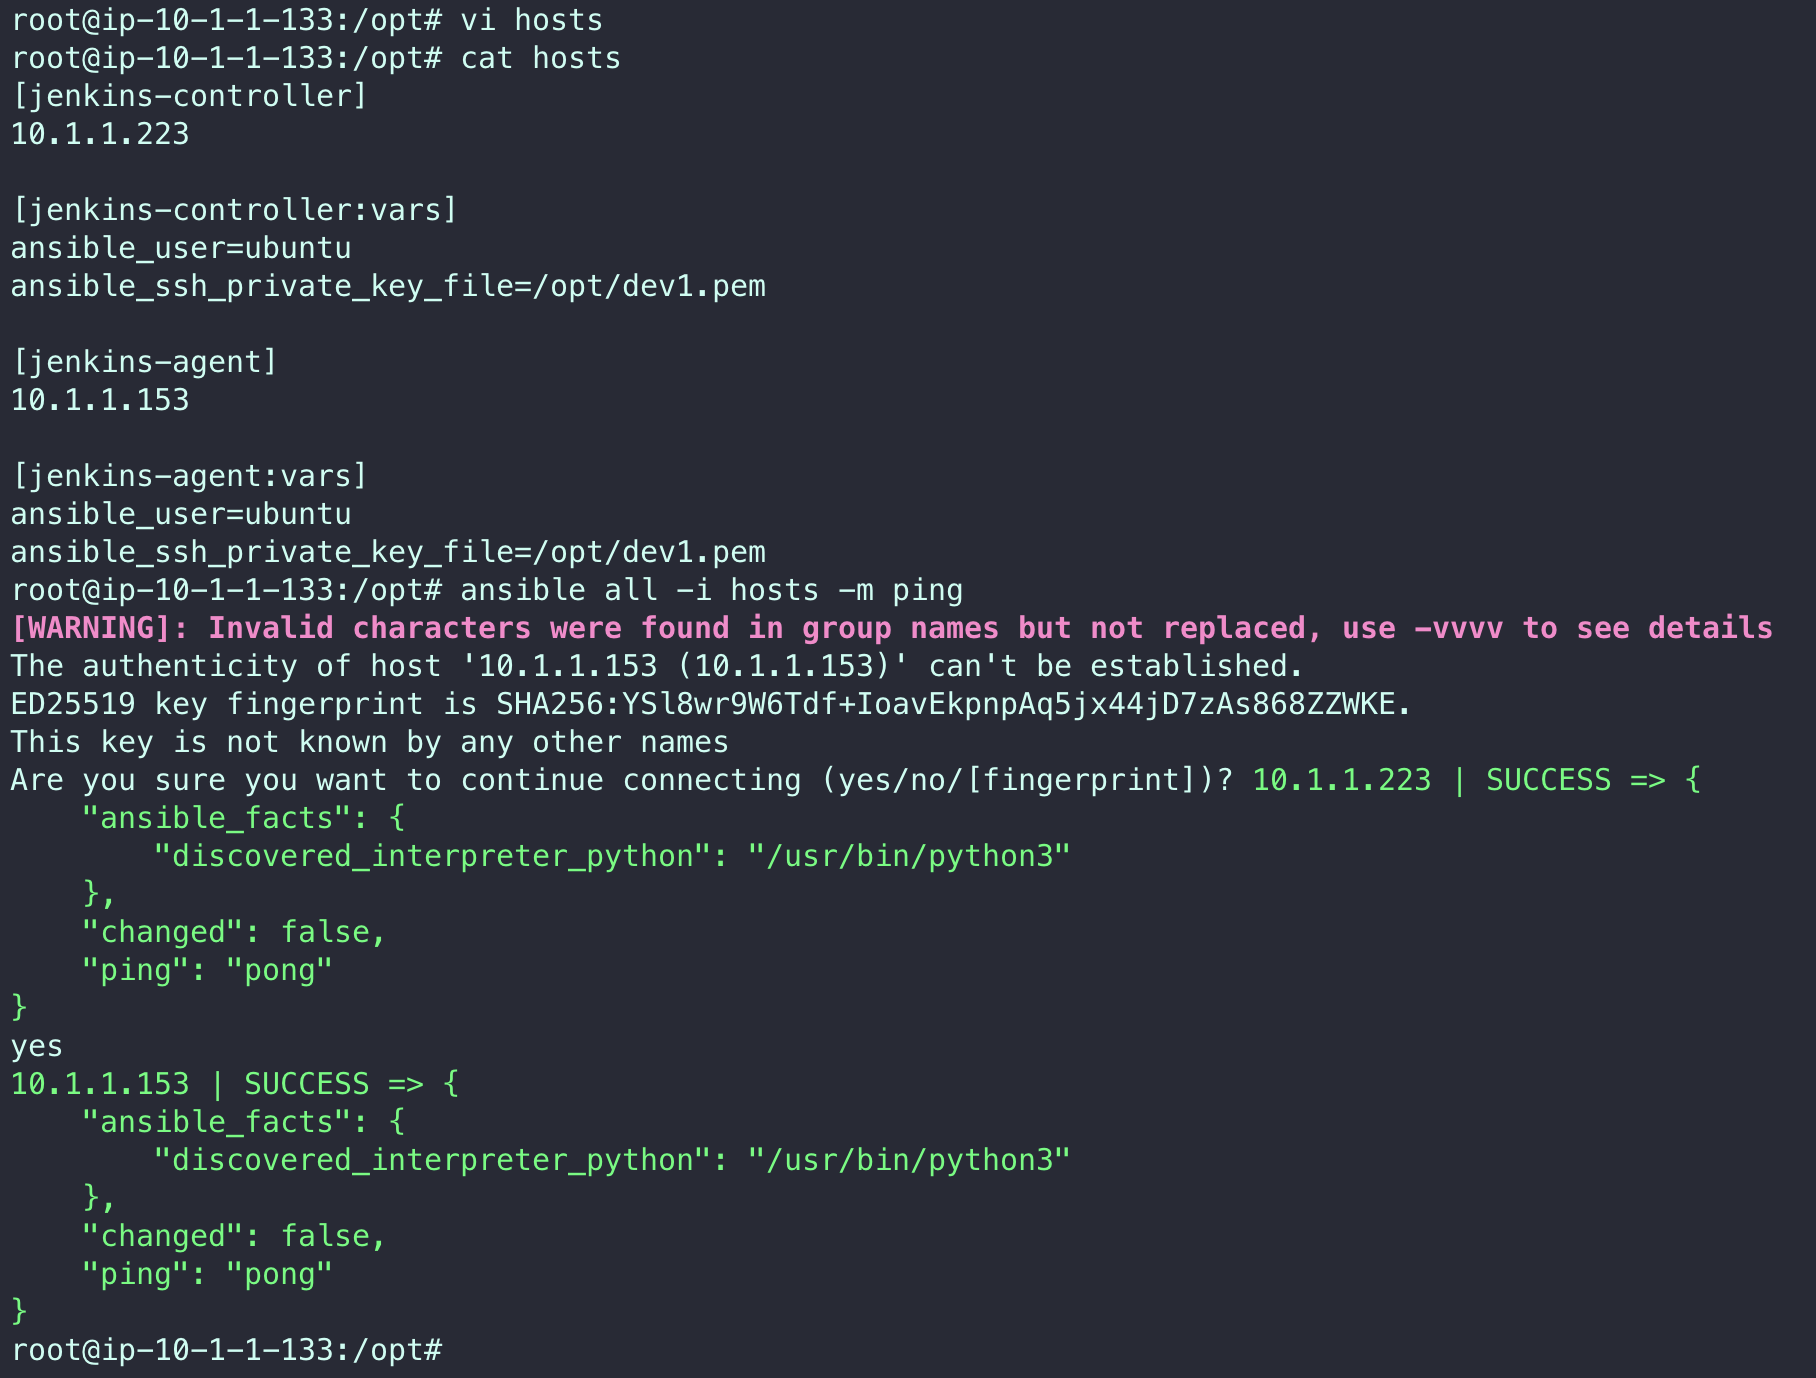 root@ip-10-1-1-133:/opt# vi hosts
root@ip-10-1-1-133:/opt# cat hosts
[jenkins-controller]
10.1.1.223

[jenkins-controller:vars]
ansible_user=ubuntu
ansible_ssh_private_key_file=/opt/dev1.pem

[jenkins-agent]
10.1.1.153

[jenkins-agent:vars]
ansible_user=ubuntu
ansible_ssh_private_key_file=/opt/dev1.pem
root@ip-10-1-1-133:/opt# ansible all -i hosts -m ping
[WARNING]: Invalid characters were found in group names but not replaced, use -vvvv to see details
The authenticity of host '10.1.1.153 (10.1.1.153)' can't be established.
ED25519 key fingerprint is SHA256:YSl8wr9W6Tdf+IoavEkpnpAq5jx44jD7zAs868ZZWKE.
This key is not known by any other names
Are you sure you want to continue connecting (yes/no/[fingerprint])? 10.1.1.223 | SUCCESS => {
    "ansible_facts": {
        "discovered_interpreter_python": "/usr/bin/python3"
    },
    "changed": false,
    "ping": "pong"
}
yes
10.1.1.153 | SUCCESS => {
    "ansible_facts": {
        "discovered_interpreter_python": "/usr/bin/python3"
    },
    "changed": false,
    "ping": "pong"
}
root@ip-10-1-1-133:/opt#